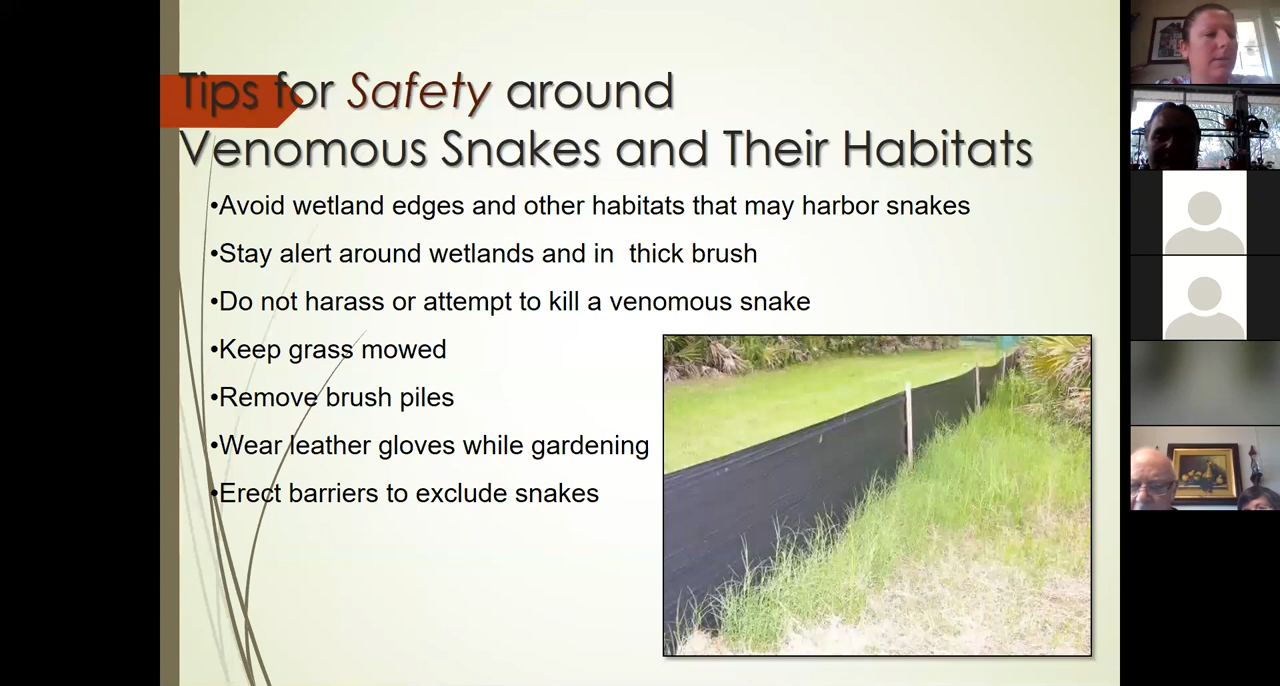 Tips for Safety around
Venomous Snakes and Their Habitats
•Avoid wetland edges and other habitats that may harbor snakes
•Stay alert around wetlands and in  thick brush
•Do not harass or attempt to kill a venomous snake
•Keep grass mowed
•Remove brush piles
•Wear leather gloves while gardening
•Erect barriers to exclude snakes